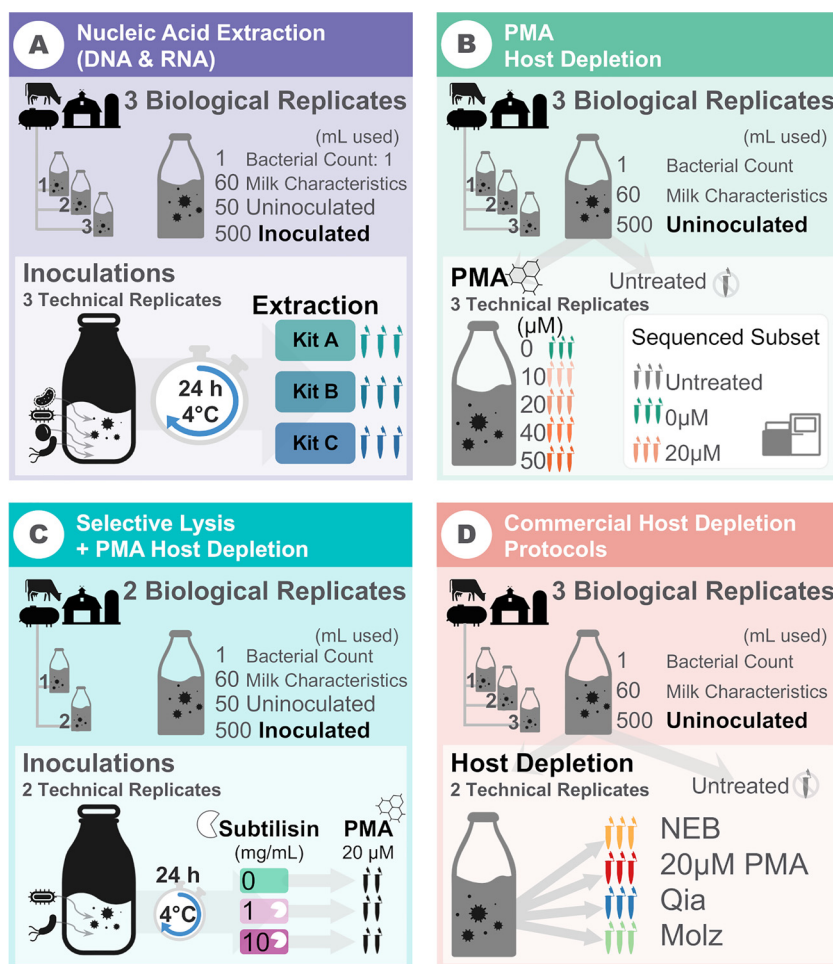 A
Nucleic Acid Extraction
(DNA & RNA)
3 Biological Replicates
(mL used)
1 Bacterial Count: 1
60 Milk Characteristics
50 Uninoculated
500 Inoculated
1
2
3
Inoculations
3 Technical Replicates
Extraction
24 h
4°C
Kit A
Kit B
Kit C
B
PMA
Host Depletion
3 Biological Replicates
(mL used)
1 Bacterial Count
60 Milk Characteristics
500 Uninoculated
1
2
3
PMA
Untreated
3 Technical Replicates
(µM)
0
10
20
40
50
Sequenced Subset
Untreated
0µM
20µM
C
Selective Lysis
+ PMA Host Depletion
2 Biological Replicates
(mL used)
1 Bacterial Count
60 Milk Characteristics
50 Uninoculated
500 Inoculated
1
2
Inoculations
2 Technical Replicates
Subtilisin
(mg/mL)
PMA
20 µM
24 h
4°C
0
1
10
D
Commercial Host Depletion
Protocols
3 Biological Replicates
(mL used)
1 Bacterial Count
60 Milk Characteristics
500 Uninoculated
1
2
3
Host Depletion
2 Technical Replicates
Untreated
NEB
20µM PMA
Qia
Molz